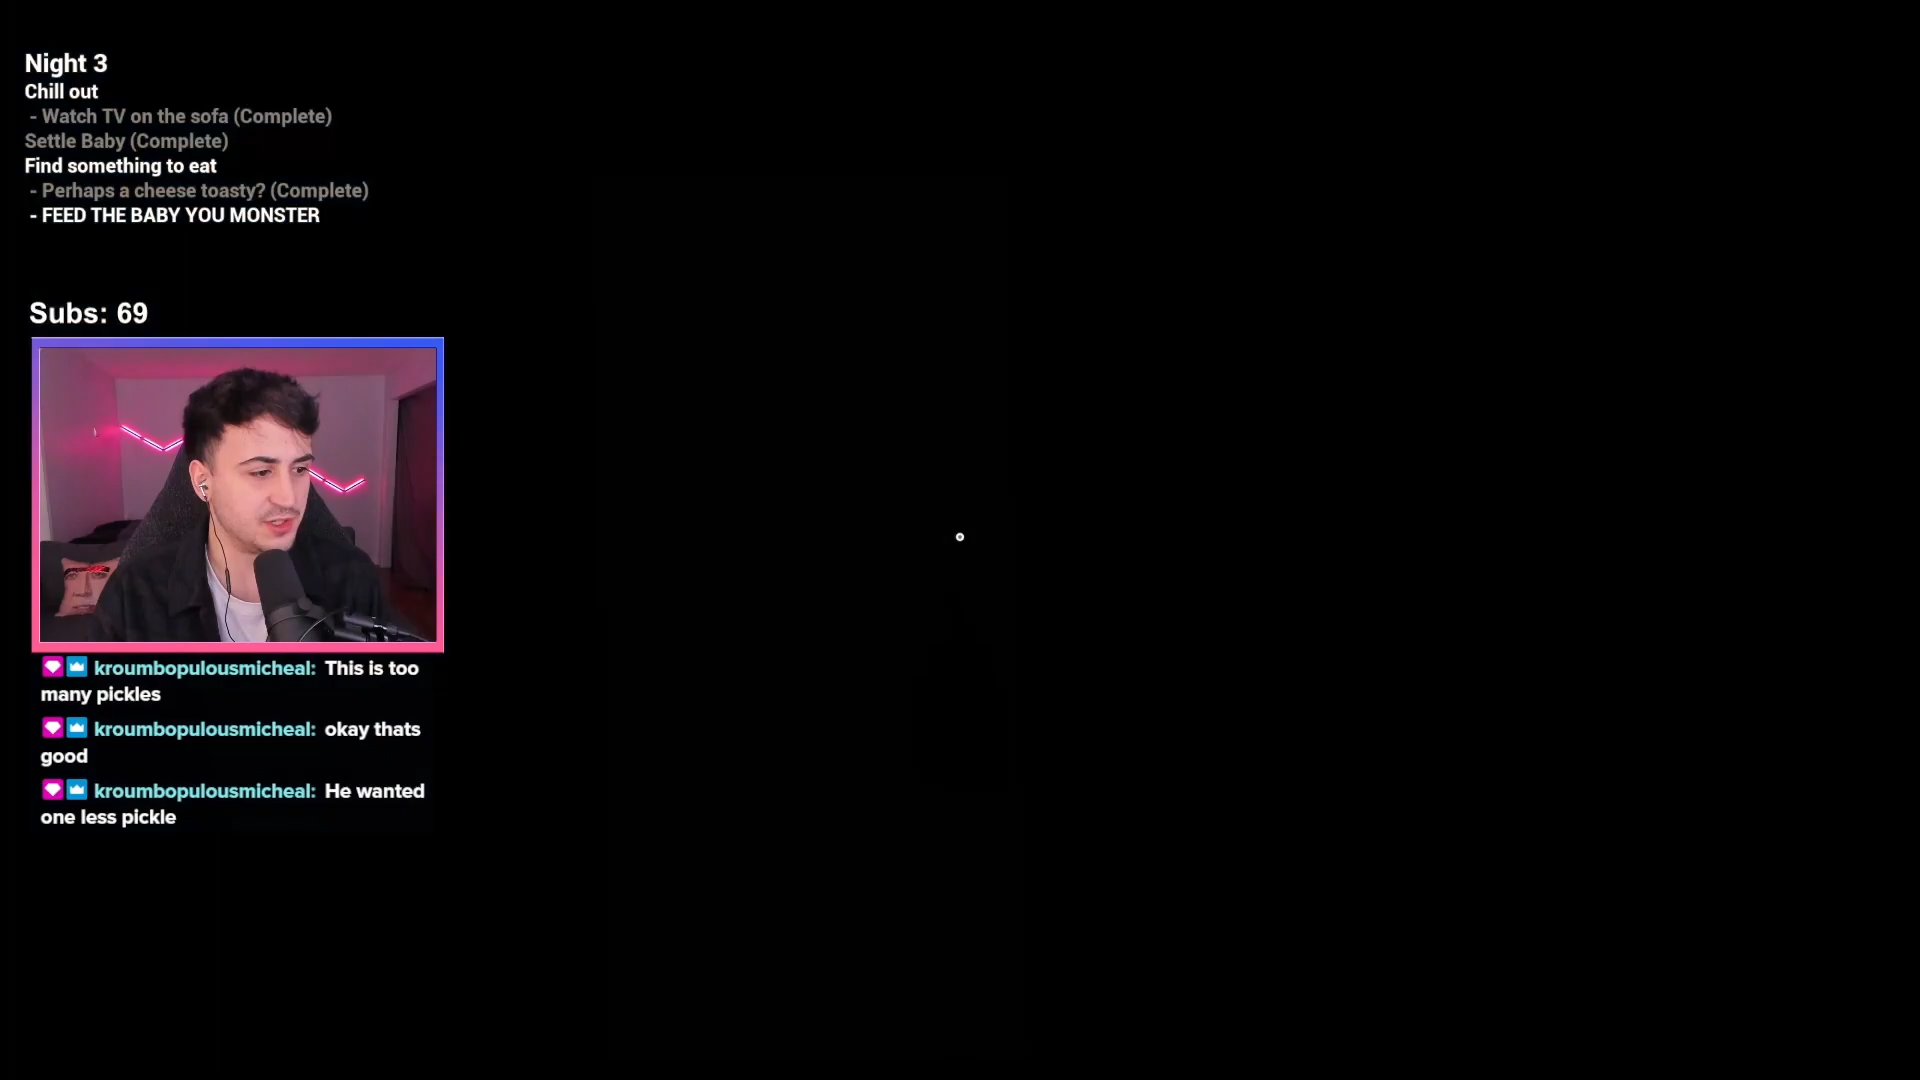 Night 3
Chill out
- Watch TV on the sofa (Complete)
Settle Baby (Complete)
Find something to eat
- Perhaps a cheese toasty? (Complete)
- FEED THE BABY YOU MONSTER
Subs: 69
kroumbopulousmicheal: This is too
many pickles
kroumbopulousmicheal: okay thats
good
kroumbopulousmicheal: He wanted
one less pickle